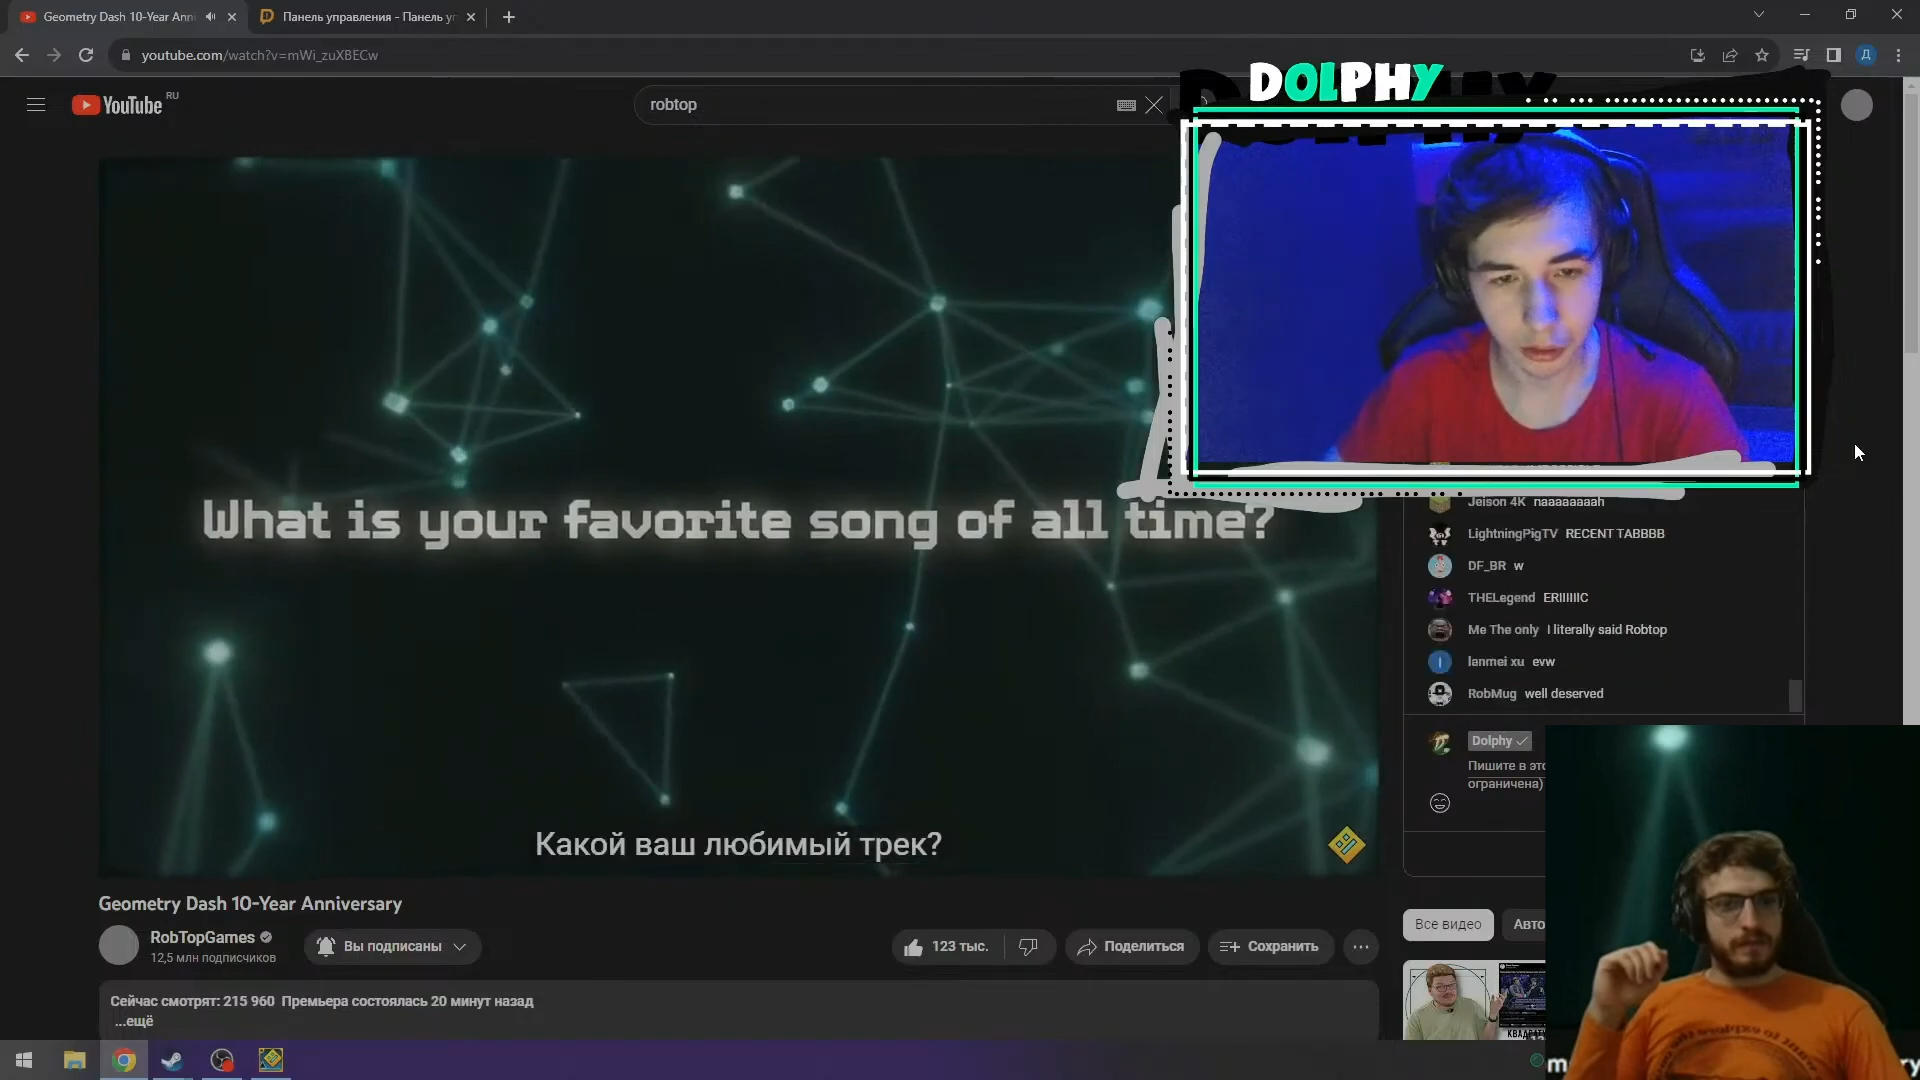 Geometry Dash 10-Year Anni
Панель управления - Панель у
youtube.com/watch?v=mWi_zuXBECw
YouTube RU
robtop
DOLPHY
What is your favorite song of all time?
Какой ваш любимый трек?
Jeison 4K naaaaaaaah
LightningPigTV RECENT TABBBB
DF_BR w
THELegend ERIIIIIIC
Me The only I literally said Robtop
lanmei xu evw
RobMug well deserved
Dolphy
Пишите в это
ограничена)
Geometry Dash 10-Year Anniversary
RobTopGames
12,5 млн подписчиков
Вы подписаны
123 тыс.
Поделиться
Сохранить
Сейчас смотрят: 215 960 Премьера состоялась 20 минут назад
...ещё
Все видео
Авто